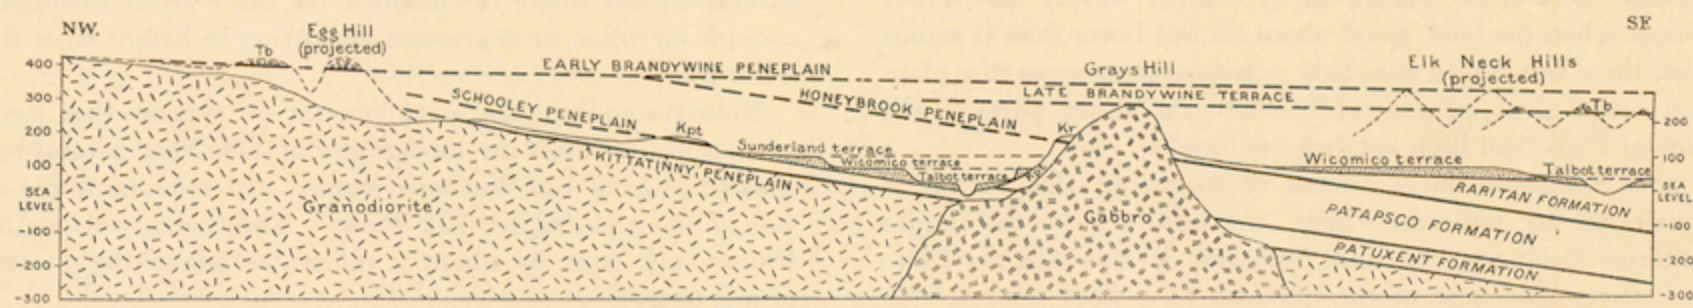 NW.
SE
Egg Hill
(projected)
Tb
EARLY BRANDYWINE PENEPLAIN
Grays Hill
Elk Neck Hills
(projected)
400
300
200
100
SEA
LEVEL
-100
-200
-300
SCHOOLEY PENEPLAIN
HONEYBROOK PENEPLAIN
LATE BRANDYWINE TERRACE
Tb
Kpt
Kr
Sunderland terrace
Wicomico terrace
Talbot terrace
KITTATINNY PENEPLAIN
Granodiorite
Gabbro
Wicomico terrace
Talbot terrace
RARITAN FORMATION
PATAPSCO FORMATION
PATUXENT FORMATION
200
100
SEA
LEVEL
-100
-200
-300